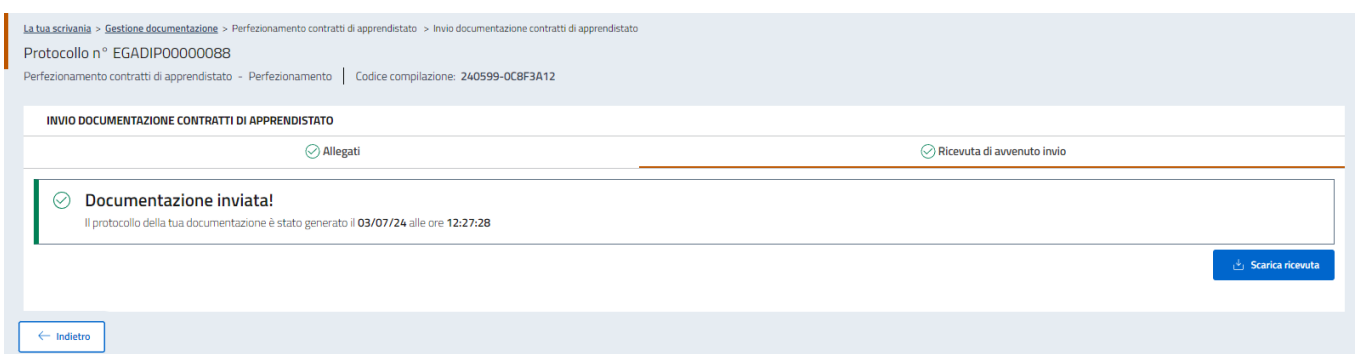 La tua scrivania > Gestione documentazione > Perfezionamento contratti di apprendistato > Invio documentazione contratti di apprendistato
Protocollo n° EGADIP00000088
Perfezionamento contratti di apprendistato - Perfezionamento | Codice compilazione: 240599-0C8F3A12
INVIO DOCUMENTAZIONE CONTRATTI DI APPRENDISTATO
Allegati
Ricevuta di avvenuto invio
Documentazione inviata!
Il protocollo della tua documentazione è stato generato il 03/07/24 alle ore 12:27:28
Scarica ricevuta
← Indietro